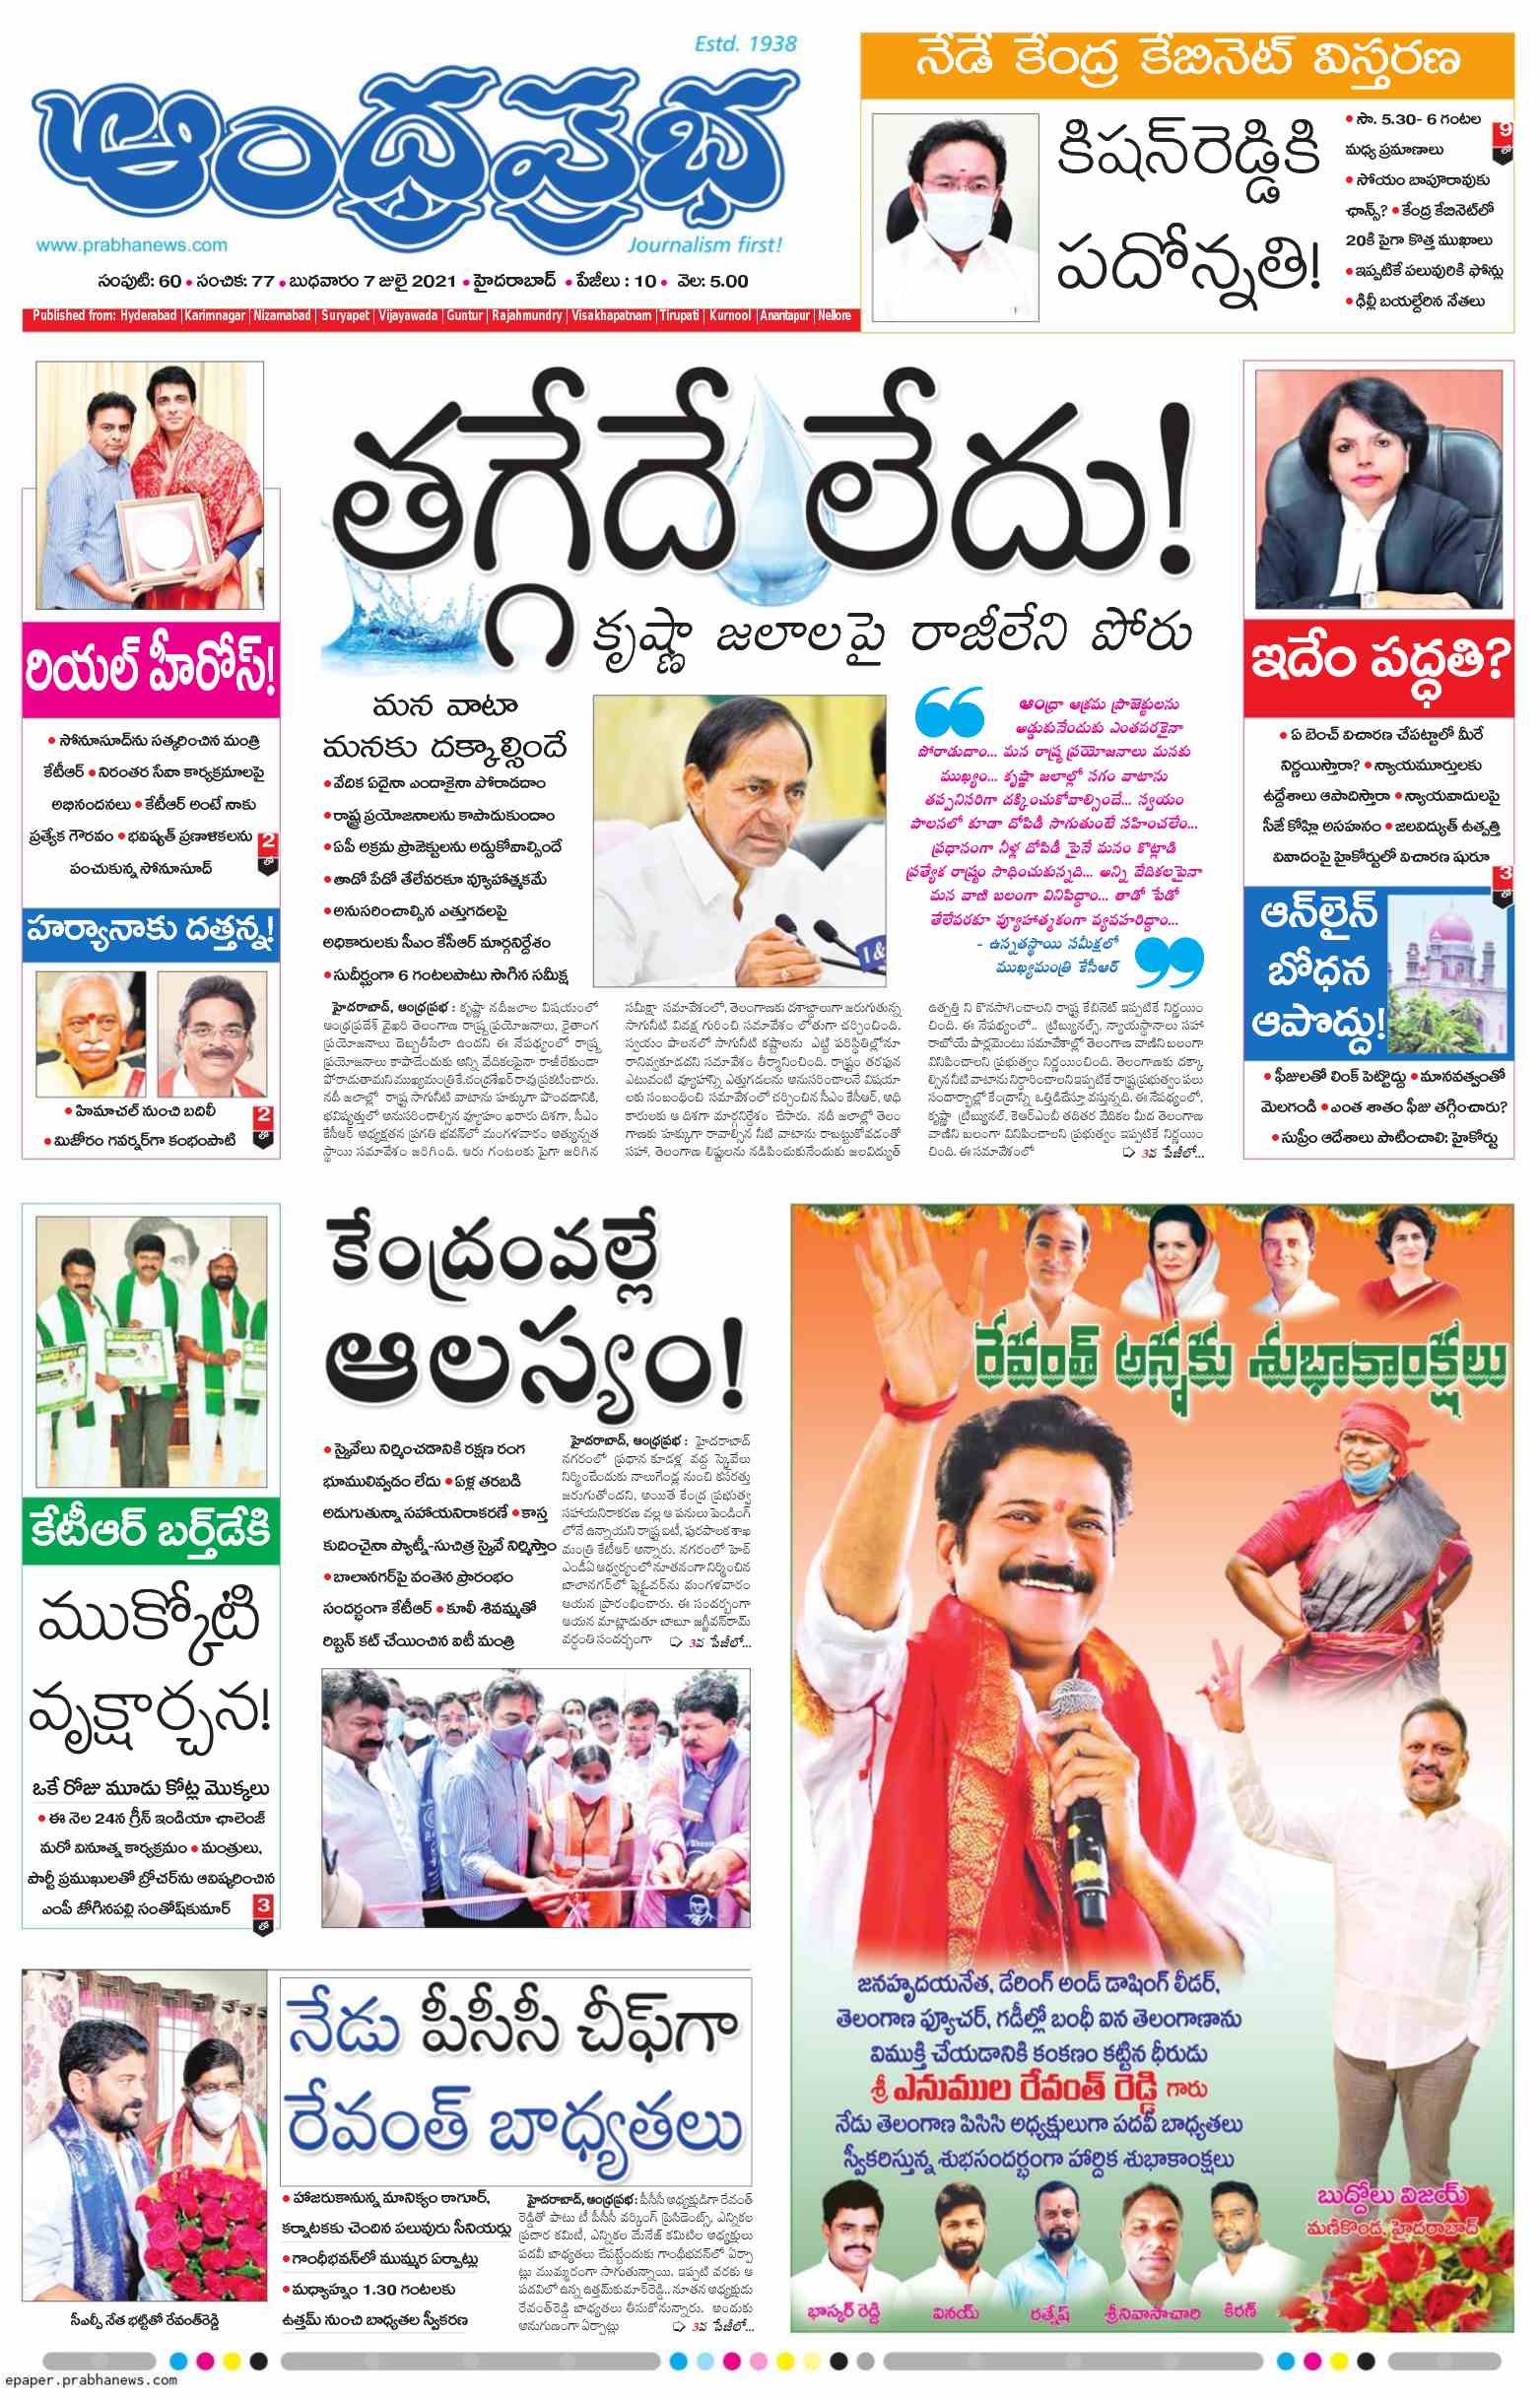 Estd. 1938
ఆంధ్రప్రభ
www.prabhanews.com
Journalism first!
సంపుటి: 60 • సంచిక: 77 • బుధవారం 7 జులై 2021 • హైదరాబాద్ • పేజీలు : 10 • వెల: 5.00
Published from: Hyderabad |Karimnagar |Nizamabad | Suryapet | Vijayawada | Guntur | Rajahmundry | Visakhapatnam |Tirupati | Kurnool |Anantapur | Nellore
నేడే కేంద్ర కేబినెట్ విస్తరణ
కిషన్‌రెడ్డికి
పదోన్నతి!
• సా. 5.30- 6 గంటల
మధ్య ప్రమాణాలు
• సోయం బాపూరావుకు
ఛాన్స్? • కేంద్ర కేబినెట్‌లో
20కి పైగా కొత్త ముఖాలు
• ఇప్పటికే పలువురికి ఫోన్లు
• ఢిల్లీ బయల్దేరిన నేతలు
9
లో
రియల్ హీరోస్!
• సోనూసూద్‌ను సత్కరించిన మంత్రి
కేటీఆర్ • నిరంతర సేవా కార్యక్రమాలపై
అభినందనలు • కేటీఆర్ అంటే నాకు
ప్రత్యేక గౌరవం • భవిష్యత్ ప్రణాళికలను
పంచుకున్న సోనూసూద్
2
లో
హర్యానాకు దత్తన్న!
• హిమాచల్ నుంచి బదిలీ
• మిజోరం గవర్నర్‌గా కంభంపాటి
2
లో
తగ్గేదే లేదు!
కృష్ణా జలాలపై రాజీలేని పోరు
మన వాటా
మనకు దక్కాల్సిందే
• వేదిక ఏదైనా ఎందాకైనా పోరాడదాం
• రాష్ట్ర ప్రయోజనాలను కాపాడుకుందాం
• ఏపీ అక్రమ ప్రాజెక్టులను అడ్డుకోవాల్సిందే
• తాడో పేడో తేలేవరకూ వ్యూహాత్మకమే
• అనుసరించాల్సిన ఎత్తుగడలపై
అధికారులకు సీఎం కేసీఆర్ మార్గనిర్దేశం
• సుదీర్ఘంగా 6 గంటలపాటు సాగిన సమీక్ష
I &
ఆంధ్రా అక్రమ ప్రాజెక్టులను
అడ్డుకునేందుకు ఎంతవరకైనా
పోరాడుదాం... మన రాష్ట్ర ప్రయోజనాలు మనకు
ముఖ్యం... కృష్ణా జలాల్లో సగం వాటాను
తప్పనిసరిగా దక్కించుకోవాల్సిందే... స్వయం
పాలనలో కూడా దోపిడీ సాగుతుంటే సహించలేం...
ప్రధానంగా నీళ్ల దోపిడీ పైనే మనం కొట్లాడి
ప్రత్యేక రాష్ట్రం సాధించుకున్నది... అన్ని వేదికలపైనా
మన వాణి బలంగా వినిపిద్దాం... తాడో పేడో
తేలేవరకూ వ్యూహాత్మకంగా వ్యవహరిద్దాం...
- ఉన్నతస్థాయి సమీక్షలో
ముఖ్యమంత్రి కేసీఆర్
హైదరాబాద్, ఆంధ్రప్రభ : కృష్ణా నదీజలాల విషయంలో
ఆంధ్రప్రదేశ్ వైఖరి తెలంగాణ రాష్ట్ర ప్రయోజనాలు, రైతాంగ
ప్రయోజనాలు దెబ్బతీసేలా ఉందని ఈ నేపథ్యంలో రాష్ట్ర
ప్రయోజనాలు కాపాడేందుకు అన్ని వేదికలపైనా రాజీలేకుండా
పోరాడుతామని ముఖ్యమంత్రి కే.చంద్రశేఖర్ రావు ప్రకటించారు.
నదీ జలాల్లో రాష్ట్ర సాగునీటి వాటాను హక్కుగా పొందడానికి,
భవిష్యత్తులో అనుసరించాల్సిన వ్యూహం ఖరారు దిశగా, సీఎం
కేసీఆర్ అధ్యక్షతన ప్రగతి భవన్‌లో మంగళవారం అత్యున్నత
స్థాయి సమావేశం జరిగింది. ఆరు గంటలకు పైగా జరిగిన
సమీక్షా సమావేశంలో, తెలంగాణకు దశాబ్దాలుగా జరుగుతున్న
సాగునీటి వివక్ష గురించి సమావేశం లోతుగా చర్చించింది.
స్వయం పాలనలో సాగునీటి కష్టాలను ఎట్టి పరిస్థితిల్లోనూ
రానివ్వకూడదని సమావేశం తీర్మానించింది. రాష్ట్రం తరఫున
ఎటువంటి వ్యూహాన్ని ఎత్తుగడలను అనుసరించాలనే విషయా
లకు సంబంధించి సమావేశంలో చర్చించిన సీఎం కేసీఆర్, అధి
కారులకు ఆ దిశగా మార్గనిర్దేశం చేసారు. నదీ జలాల్లో తెలం
గాణకు హక్కుగా రావాల్సిన నీటి వాటాను రాబట్టుకోవడంతో
సహా, తెలంగాణ లిఫ్టులను నడిపించుకునేందుకు జలవిద్యుత్
ఉత్పత్తి ని కొనసాగించాలని రాష్ట్ర కేబినెట్ ఇప్పటికే నిర్ణయిం
చింది. ఈ నేపథ్యంలో.. ట్రిబ్యునల్స్, న్యాయస్థానాలు సహా
రాబోయే పార్లమెంటు సమావేశాల్లో తెలంగాణ వాణిని బలంగా
వినిపించాలని ప్రభుత్వం నిర్ణయించింది. తెలంగాణకు దక్కా
ల్సిన నీటి వాటాను నిర్ధారించాలని ఇప్పటికే రాష్ట్ర ప్రభుత్వం పలు
సందార్భాల్లో కేంద్రాన్ని ఒత్తిడిచేస్తూ వస్తున్నది. ఈ నేపథ్యంలో,
కృష్ణా ట్రిబ్యునల్, కెఆర్ఎంబీ తదితర వేదికల మీద తెలంగాణ
వాణిని బలంగా వినిపించాలని ప్రభుత్వం ఇప్పటికే నిర్ణయిం
చింది. ఈ సమావేశంలో
3వ పేజీలో...
ఇదేం పద్ధతి?
• ఏ బెంచ్ విచారణ చేపట్టాలో మీరే
నిర్ణయిస్తారా? • న్యాయమూర్తులకు
ఉద్దేశాలు ఆపాదిస్తారా • న్యాయవాదులపై
సీజే కోహ్లి అసహనం • జలవిద్యుత్ ఉత్పత్తి
వివాదంపై హైకోర్టులో విచారణ షురూ
3
లో
ఆన్‌లైన్
బోధన
ఆపొద్దు!
• ఫీజులతో లింక్ పెట్టొద్దు • మానవత్వంతో
మెలగండి • ఎంత శాతం ఫీజు తగ్గించారు?
• సుప్రీం ఆదేశాలు పాటించాలి: హైకోర్టు
కేటీఆర్ బర్త్‌డేకి
ముక్కోటి
వృక్షార్చన!
ఒకే రోజు మూడు కోట్ల మొక్కలు
• ఈ నెల 24న గ్రీన్ ఇండియా ఛాలెంజ్
మరో వినూత్న కార్యక్రమం • మంత్రులు,
పార్టీ ప్రముఖులతో బ్రోచర్‌ను ఆవిష్కరించిన
ఎంపీ జోగినపల్లి సంతోష్‌కుమార్
3
లో
కేంద్రంవల్లే
ఆలస్యం!
• స్కైవేలు నిర్మించడానికి రక్షణ రంగ
భూములివ్వడం లేదు • ఏళ్ల తరబడి
అడుగుతున్నా సహాయనిరాకరణే • కాస్త
కుదించైనా ప్యాట్నీ-సుచిత్ర స్కైవే నిర్మిస్తాం
• బాలానగర్‌పై వంతెన ప్రారంభం
సందర్భంగా కేటీఆర్ • కూలీ శివమ్మతో
రిబ్బన్ కట్ చేయించిన ఐటీ మంత్రి
హైదరాబాద్, ఆంధ్రప్రభ : హైదరాబాద్
నగరంలో ప్రధాన కూడళ్ల వద్ద స్కైవేలు
నిర్మించేందుకు నాలుగేండ్ల నుంచి కసరత్తు
జరుగుతోందని, అయితే కేంద్ర ప్రభుత్వ
సహాయనిరాకరణ వల్ల ఆ పనులు పెండింగ్
లోనే ఉన్నాయని రాష్ట్ర ఐటీ, పురపాలకశాఖ
మంత్రి కేటీఆర్ అన్నారు. నగరంలో హెచ్
ఎండీఏ ఆధ్వర్యంలో నూతనంగా నిర్మించిన
బాలానగర్‌లో ఫ్లైఓవర్‌ను మంగళవారం
ఆయన ప్రారంభించారు. ఈ సందర్భంగా
ఆయన మాట్లాడుతూ బాబూ జగ్జీవన్‌రామ్
వర్ధంతి సందర్భంగా
3వ పేజీలో...
రేవంత్ అన్నకు శుభాకాంక్షలు
జనహృదయనేత, డేరింగ్ అండ్ డాషింగ్ లీడర్,
తెలంగాణ ఫ్యూచర్, గడీల్లో బంధీ ఐన తెలంగాణాను
విముక్తి చేయడానికి కంకణం కట్టిన ధీరుడు
శ్రీ ఎనుముల రేవంత్ రెడ్డి గారు
నేడు తెలంగాణ పిసిసి అధ్యక్షులుగా పదవీ బాధ్యతలు
స్వీకరిస్తున్న శుభసందర్భంగా హార్దిక శుభాకాంక్షలు
బుద్దోలు విజయ్
మణికొండ, హైదరాబాద్
భాస్కర్ రెడ్డి
వినయ్
రత్నేష్
శ్రీనివాసాచారి
కిరణ్
సీఎల్పీ నేత భట్టితో రేవంత్‌రెడ్డి
నేడు పీసీసీ చీఫ్‌గా
రేవంత్ బాధ్యతలు
• హాజరుకానున్న మానిక్యం ఠాగూర్,
కర్నాటకకు చెందిన పలువురు సీనియర్లు
• గాంధీభవన్‌లో ముమ్మర ఏర్పాట్లు
• మధ్యాహ్నం 1.30 గంటలకు
ఉత్తమ్ నుంచి బాధ్యతల స్వీకరణ
హైదరాబాద్, ఆంధ్రప్రభ: పీసీసీ అధ్యక్షుడిగా రేవంత్
రెడ్డితో పాటు టీ పీసీసీ వర్కింగ్ ప్రెసిడెంట్స్, ఎన్నికల
ప్రచార కమిటీ, ఎన్నికల మేనేజ్ కమిటీల అధ్యక్షులు
పదవీ బాధ్యతలు చేపట్టేందుకు గాంధీభవన్‌లో ఏర్పా
ట్లు ముమ్మరంగా సాగుతున్నాయి. ఇప్పటి వరకు ఆ
పదవిలో ఉన్న ఉత్తమ్‌కుమార్‌రెడ్డి.. నూతన అధ్యక్షుడు
రేవంత్‌రెడ్డి బాధ్యతలు తీసుకోనున్నారు. అందుకు
అనుగుణంగా ఏర్పాట్లు
3వ పేజీలో...
epaper.prabhanews.com